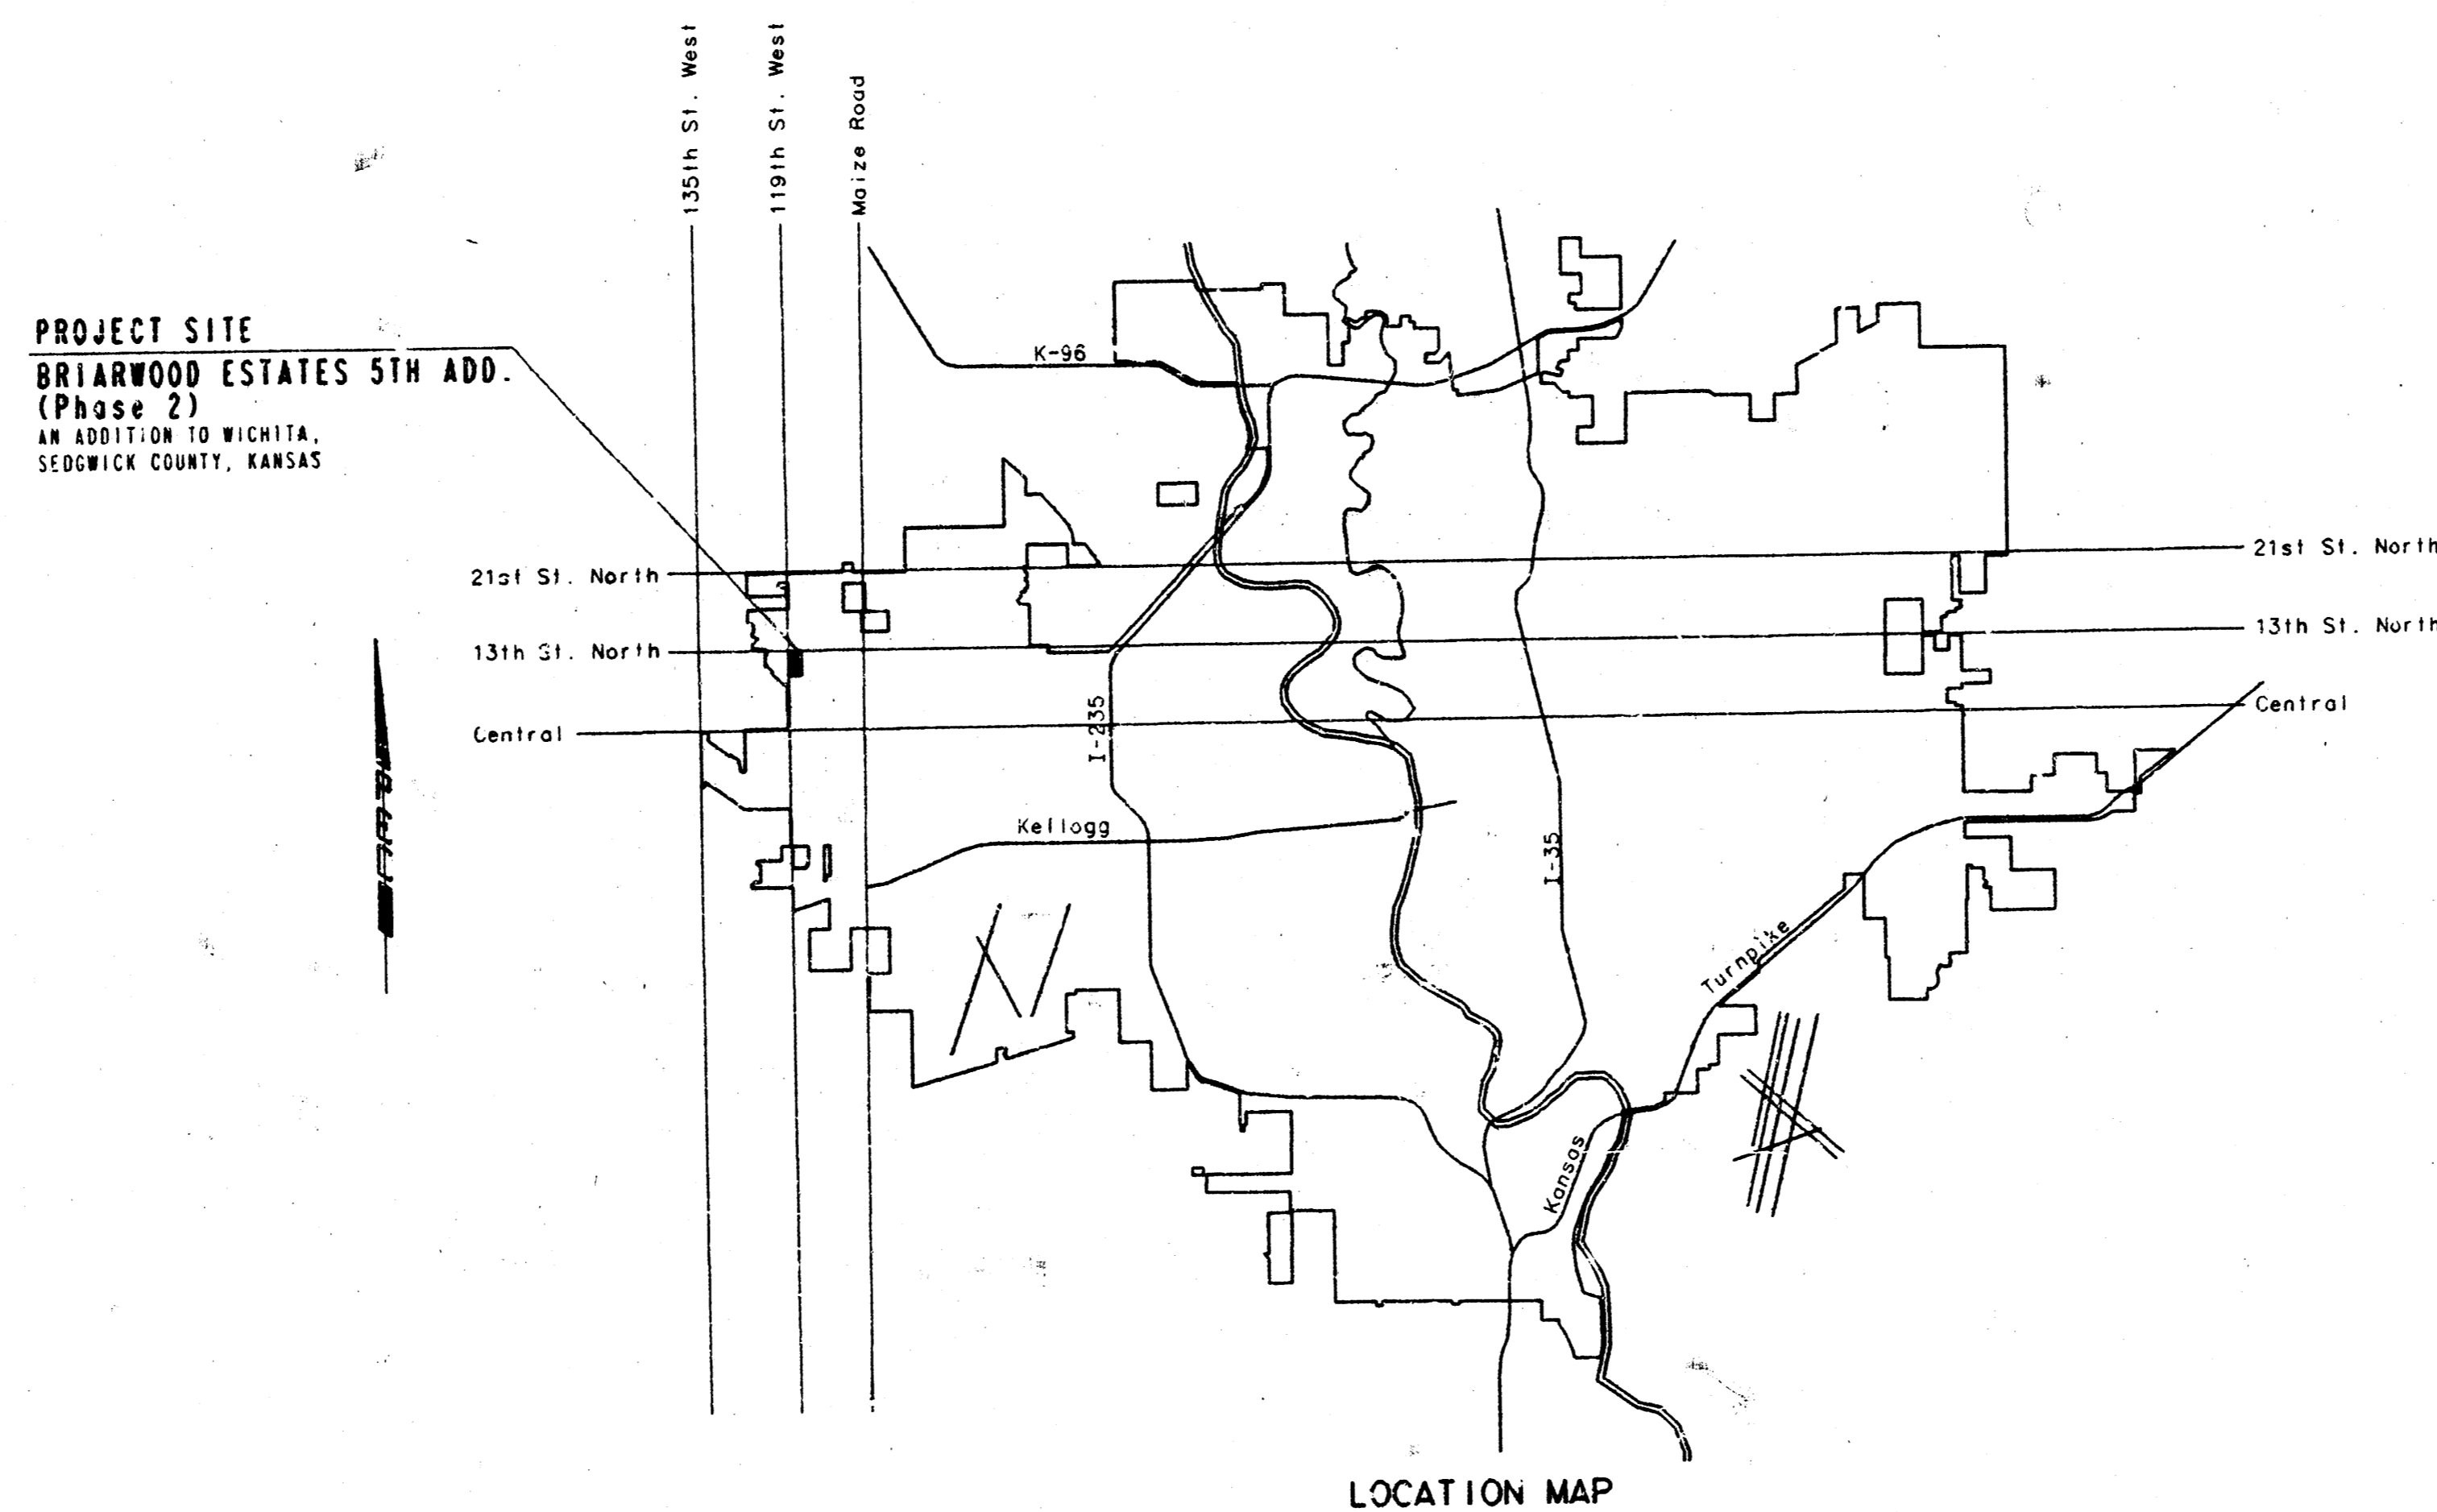 135th St. West
119th St. West
Maize Road
PROJECT SITE
BRIARWOOD ESTATES 5TH ADD.
(Phase 2)
AN ADDITION TO WICHITA,
SEDGWICK COUNTY, KANSAS
K-96
21st St. North
21st St. North
13th St. North
13th St. North
Central
Central
I-235
Kellogg
I-35
Turnpike
Kansas
LOCATION MAP